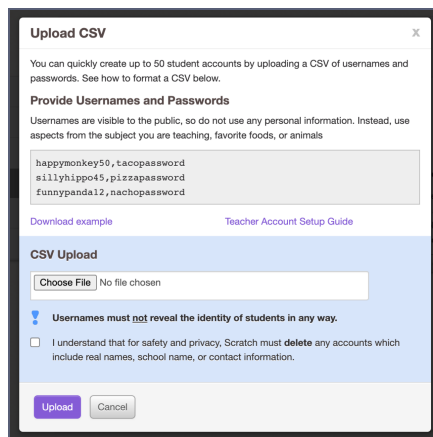 Upload CSV
x
You can quickly create up to 50 student accounts by uploading a CSV of usernames and
passwords. See how to format a CSV below.
Provide Usernames and Passwords
Usernames are visible to the public, so do not use any personal information. Instead, use
aspects from the subject you are teaching, favorite foods, or animals
happymonkey50,tacopassword
sillyhippo45,pizzapassword
funnypanda12,nachopassword
Download example
Teacher Account Setup Guide
CSV Upload
Choose File No file chosen
Usernames must not reveal the identity of students in any way.
I understand that for safety and privacy, Scratch must delete any accounts which
include real names, school name, or contact information.
Upload
Cancel